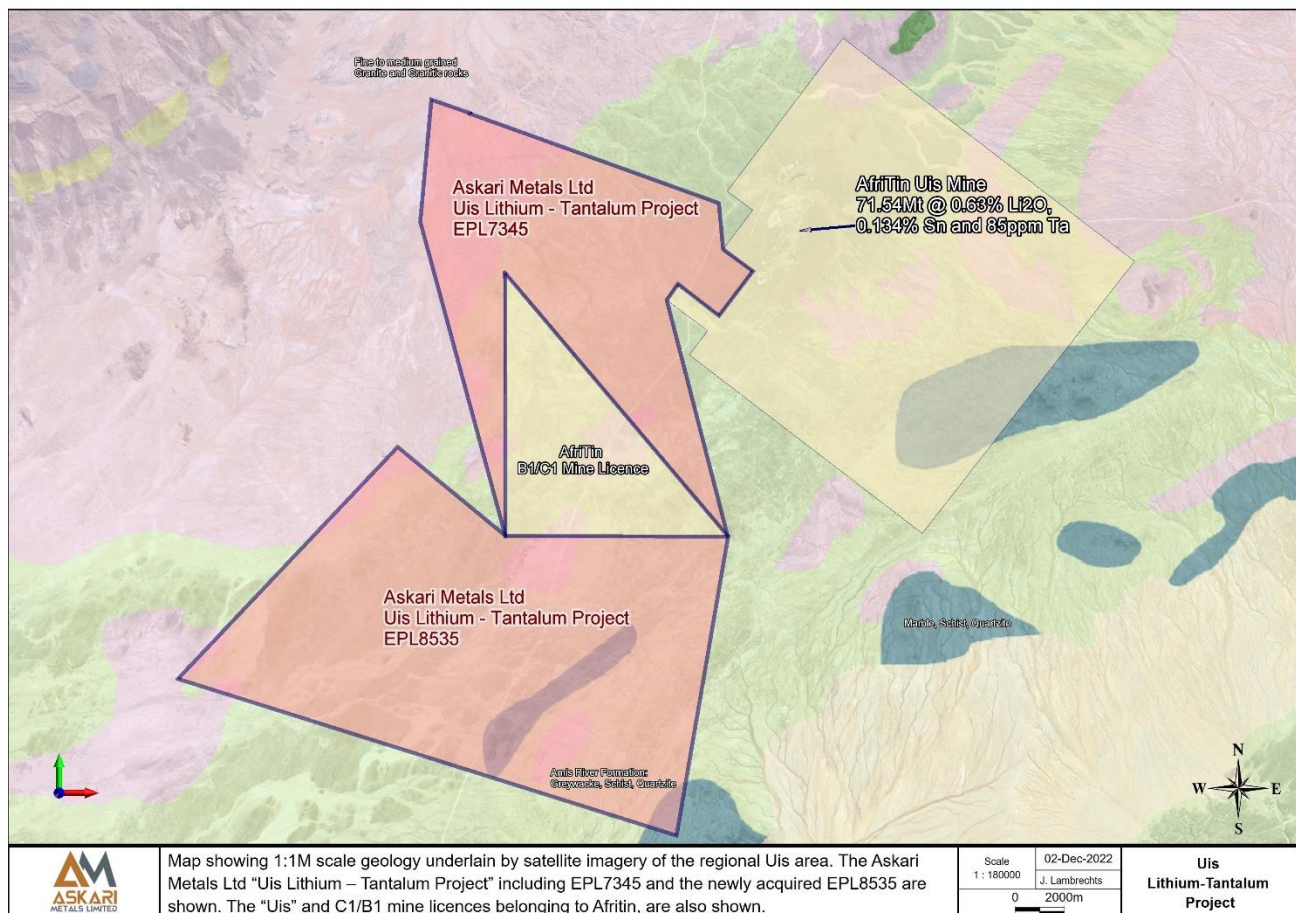 Fine to medium grained
Granite and Granitic rocks
Askari Metals Ltd
Uis Lithium - Tantalum Project
EPL7345
AfriTin Uis Mine
71.54Mt @ 0.63% Li2O,
0.134% Sn and 85ppm Ta
AfriTin
B1/C1 Mine Licence
Askari Metals Ltd
Uis Lithium - Tantalum Project
EPL8535
Marble, Schist, Quartzite
Amis River Formation:
Greywacke, Schist, Quartzite
N
W E
S
AM
ASKARI
METALS LIMITED
Map showing 1:1M scale geology underlain by satellite imagery of the regional Uis area. The Askari
Metals Ltd “Uis Lithium – Tantalum Project” including EPL7345 and the newly acquired EPL8535 are
shown. The “Uis” and C1/B1 mine licences belonging to Afritin, are also shown.
Scale
1 : 180000
02-Dec-2022
J. Lambrechts
0 2000m
Uis
Lithium-Tantalum
Project